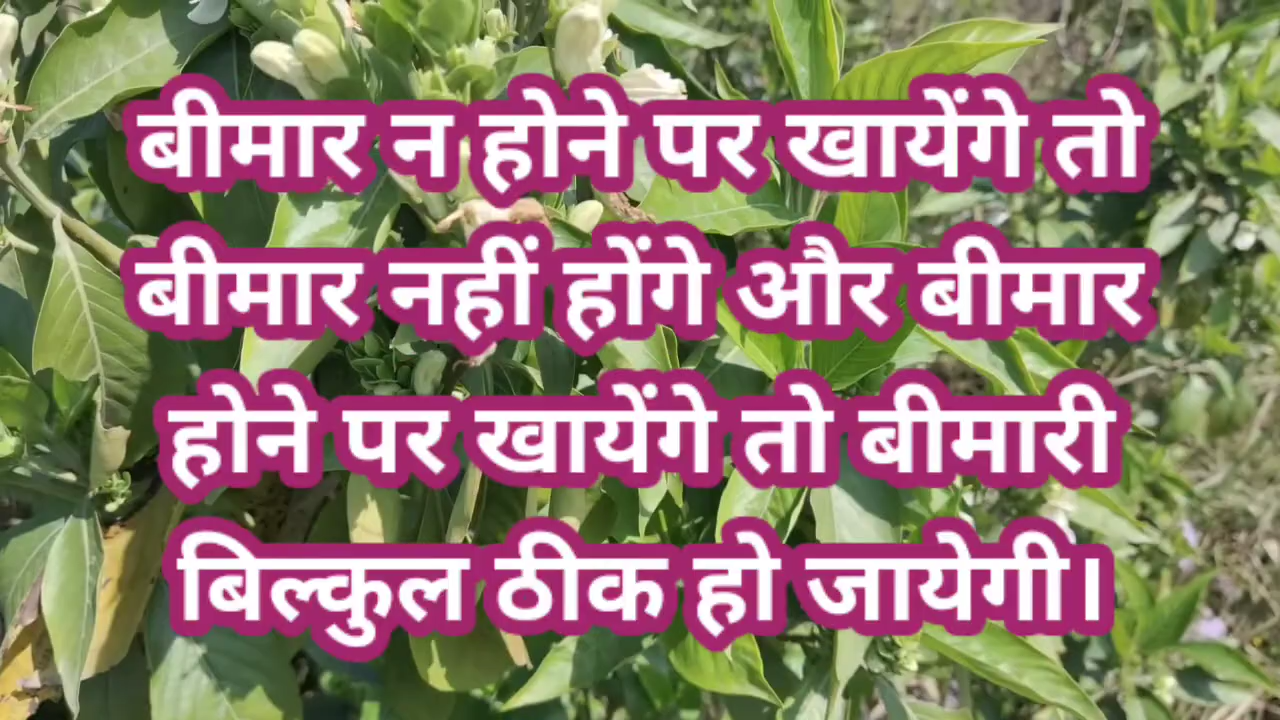 बीमार न होने पर खायेंगे तो
बीमार नहीं होंगे और बीमार
होने पर खायेंगे तो बीमारी
बिल्कुल ठीक हो जायेगी।